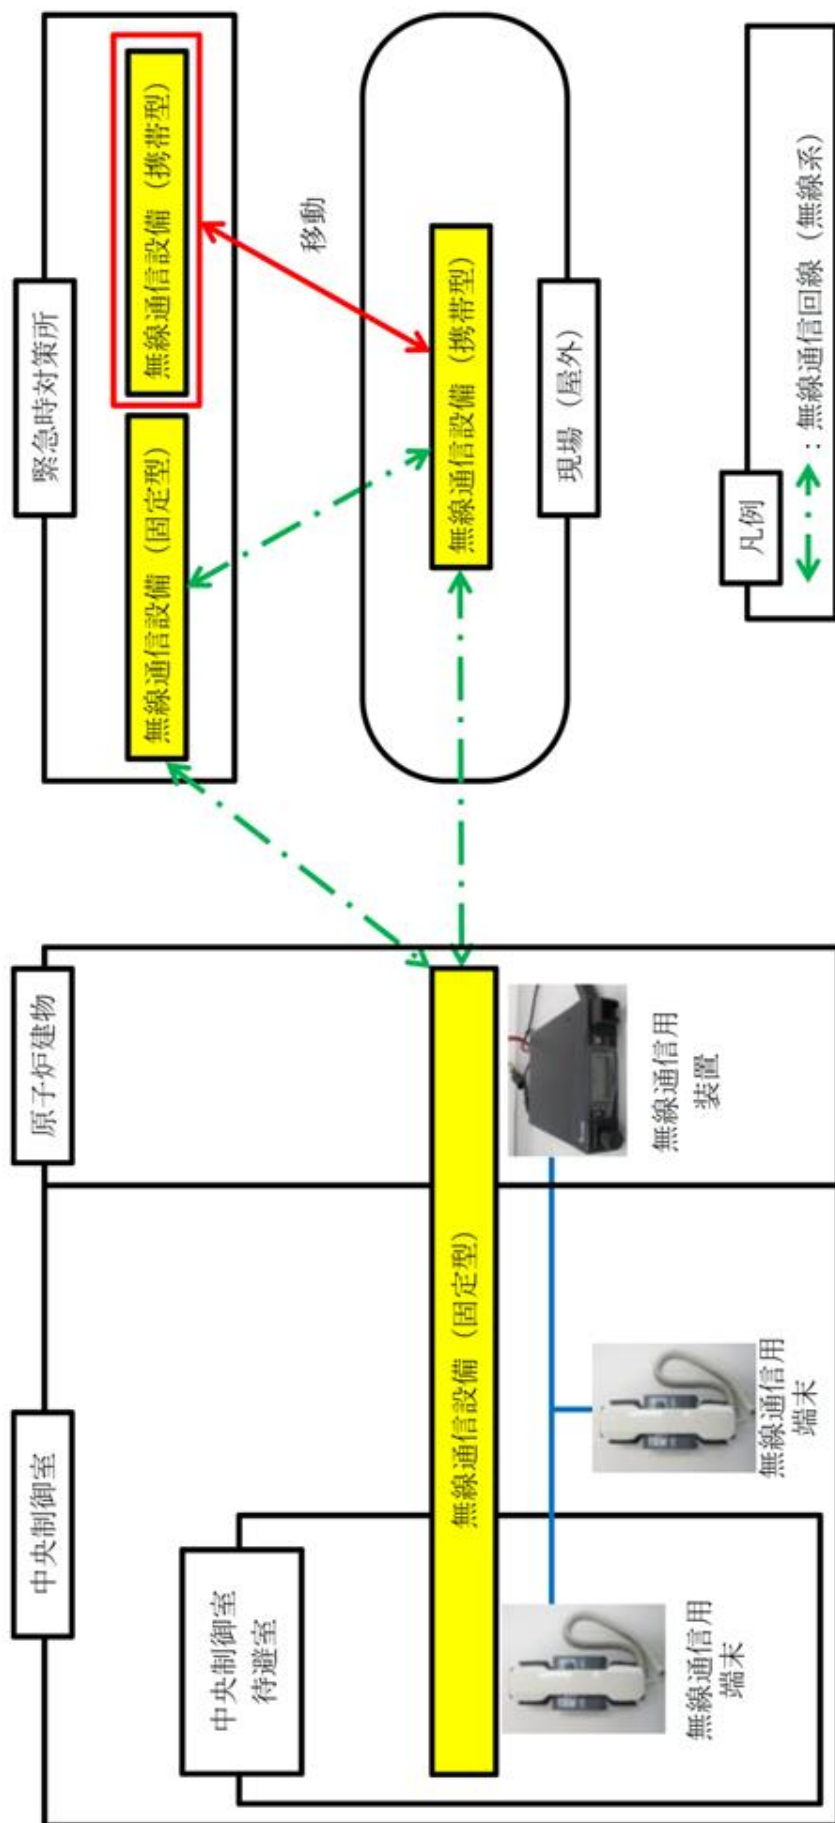 中央制御室
原子炉建物
緊急時対策所
中央制御室
待避室
無線通信設備（固定型）
無線通信設備（携帯型）
移動
無線通信設備（固定型）
無線通信設備（携帯型）
無線通信用
端末
無線通信用
端末
無線通信用
装置
現場（屋外）
凡例
：無線通信回線（無線系）